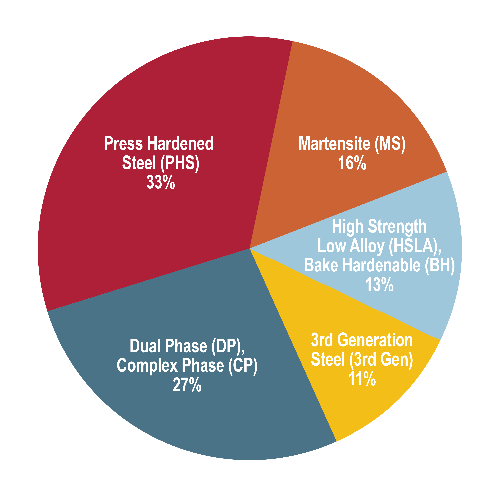 Press Hardened
Steel (PHS)
33%
Martensite (MS)
16%
High Strength
Low Alloy (HSLA),
Bake Hardenable (BH)
13%
3rd Generation
Steel (3rd Gen)
11%
Dual Phase (DP),
Complex Phase (CP)
27%